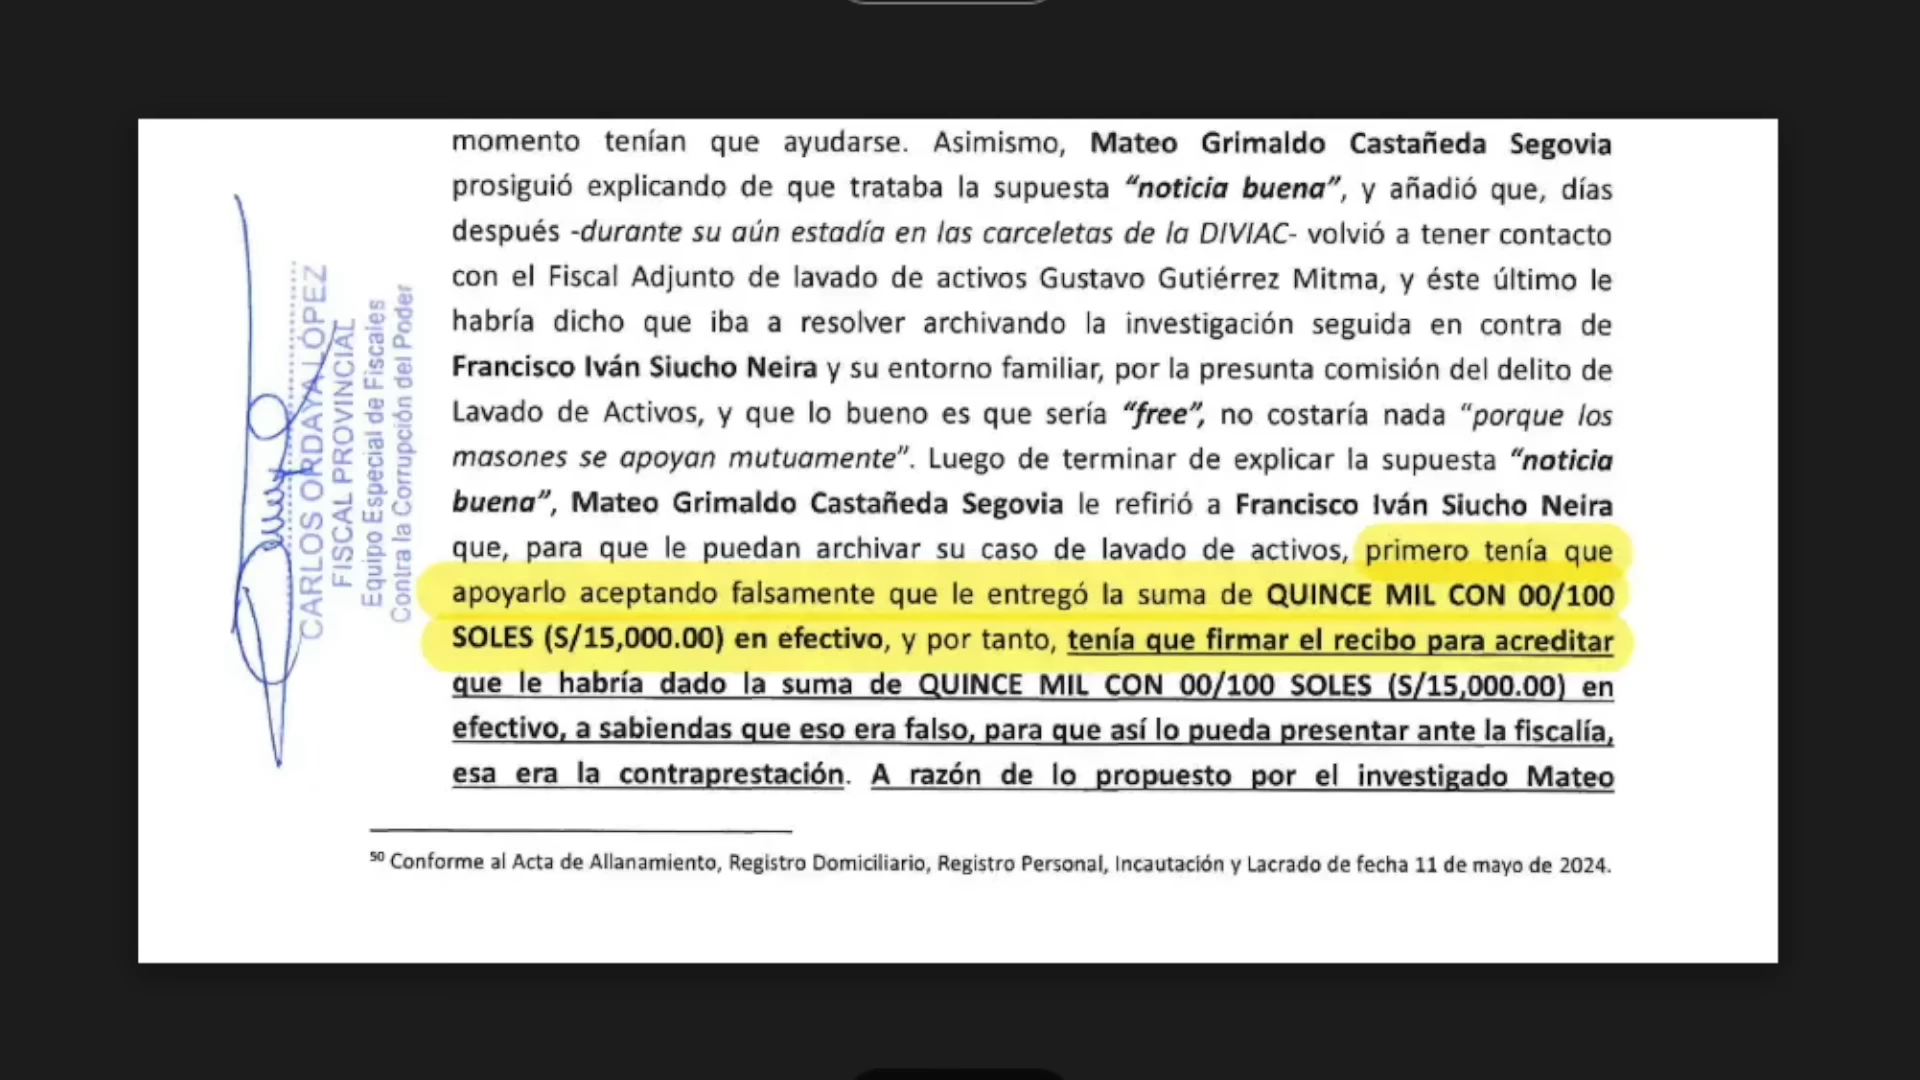 momento tenían que ayudarse. Asimismo, Mateo Grimaldo Castañeda Segovia
prosiguió explicando de que trataba la supuesta “noticia buena”, y añadió que, días
después -durante su aún estadía en las carceletas de la DIVIAC- volvió a tener contacto
con el Fiscal Adjunto de lavado de activos Gustavo Gutiérrez Mitma, y éste último le
habría dicho que iba a resolver archivando la investigación seguida en contra de
Francisco Iván Siucho Neira y su entorno familiar, por la presunta comisión del delito de
Lavado de Activos, y que lo bueno es que sería “free”, no costaría nada “porque los
masones se apoyan mutuamente”. Luego de terminar de explicar la supuesta “noticia
buena”, Mateo Grimaldo Castañeda Segovia le refirió a Francisco Iván Siucho Neira
que, para que le puedan archivar su caso de lavado de activos, primero tenía que
apoyarlo aceptando falsamente que le entregó la suma de QUINCE MIL CON 00/100
SOLES (S/15,000.00) en efectivo, y por tanto, tenía que firmar el recibo para acreditar
que le habría dado la suma de QUINCE MIL CON 00/100 SOLES (S/15,000.00) en
efectivo, a sabiendas que eso era falso, para que así lo pueda presentar ante la fiscalía,
esa era la contraprestación. A razón de lo propuesto por el investigado Mateo
50 Conforme al Acta de Allanamiento, Registro Domiciliario, Registro Personal, Incautación y Lacrado de fecha 11 de mayo de 2024.
CARLOS ORDAYA LÓPEZ
FISCAL PROVINCIAL
Equipo Especial de Fiscales
Contra la Corrupción del Poder